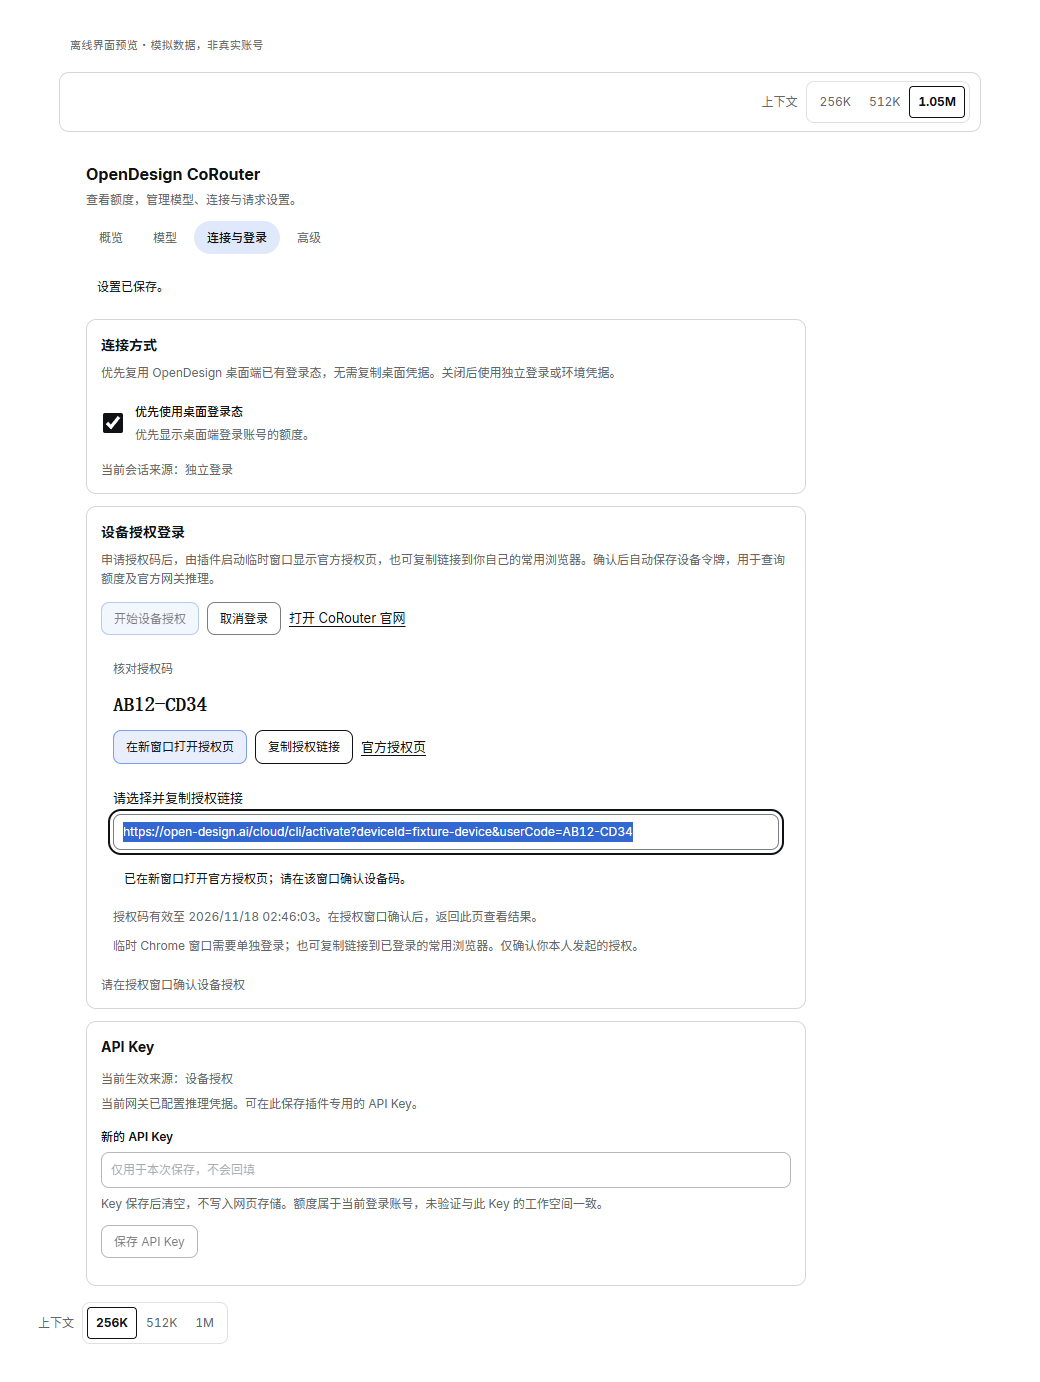 离线界面预览 · 模拟数据，非真实账号
上下文 256K 512K 1.05M
OpenDesign CoRouter
查看额度，管理模型、连接与请求设置。
概览 模型 连接与登录 高级
设置已保存。
连接方式
优先复用 OpenDesign 桌面端已有登录态，无需复制桌面凭据。关闭后使用独立登录或环境凭据。
优先使用桌面登录态
优先显示桌面端登录账号的额度。
当前会话来源：独立登录
设备授权登录
申请授权码后，由插件启动临时窗口显示官方授权页，也可复制链接到你自己的常用浏览器。确认后自动保存设备令牌，用于查询
额度及官方网关推理。
开始设备授权 取消登录 打开 CoRouter 官网
核对授权码
AB12-CD34
在新窗口打开授权页 复制授权链接 官方授权页
请选择并复制授权链接
https://open-design.ai/cloud/cli/activate?deviceId=fixture-device&userCode=AB12-CD34
已在新窗口打开官方授权页；请在该窗口确认设备码。
授权码有效至 2026/11/18 02:46:03。在授权窗口确认后，返回此页查看结果。
临时 Chrome 窗口需要单独登录；也可复制链接到已登录的常用浏览器。仅确认你本人发起的授权。
请在授权窗口确认设备授权
API Key
当前生效来源：设备授权
当前网关已配置推理凭据。可在此保存插件专用的 API Key。
新的 API Key
仅用于本次保存，不会回填
Key 保存后清空，不写入网页存储。额度属于当前登录账号，未验证与此 Key 的工作空间一致。
保存 API Key
上下文 256K 512K 1M